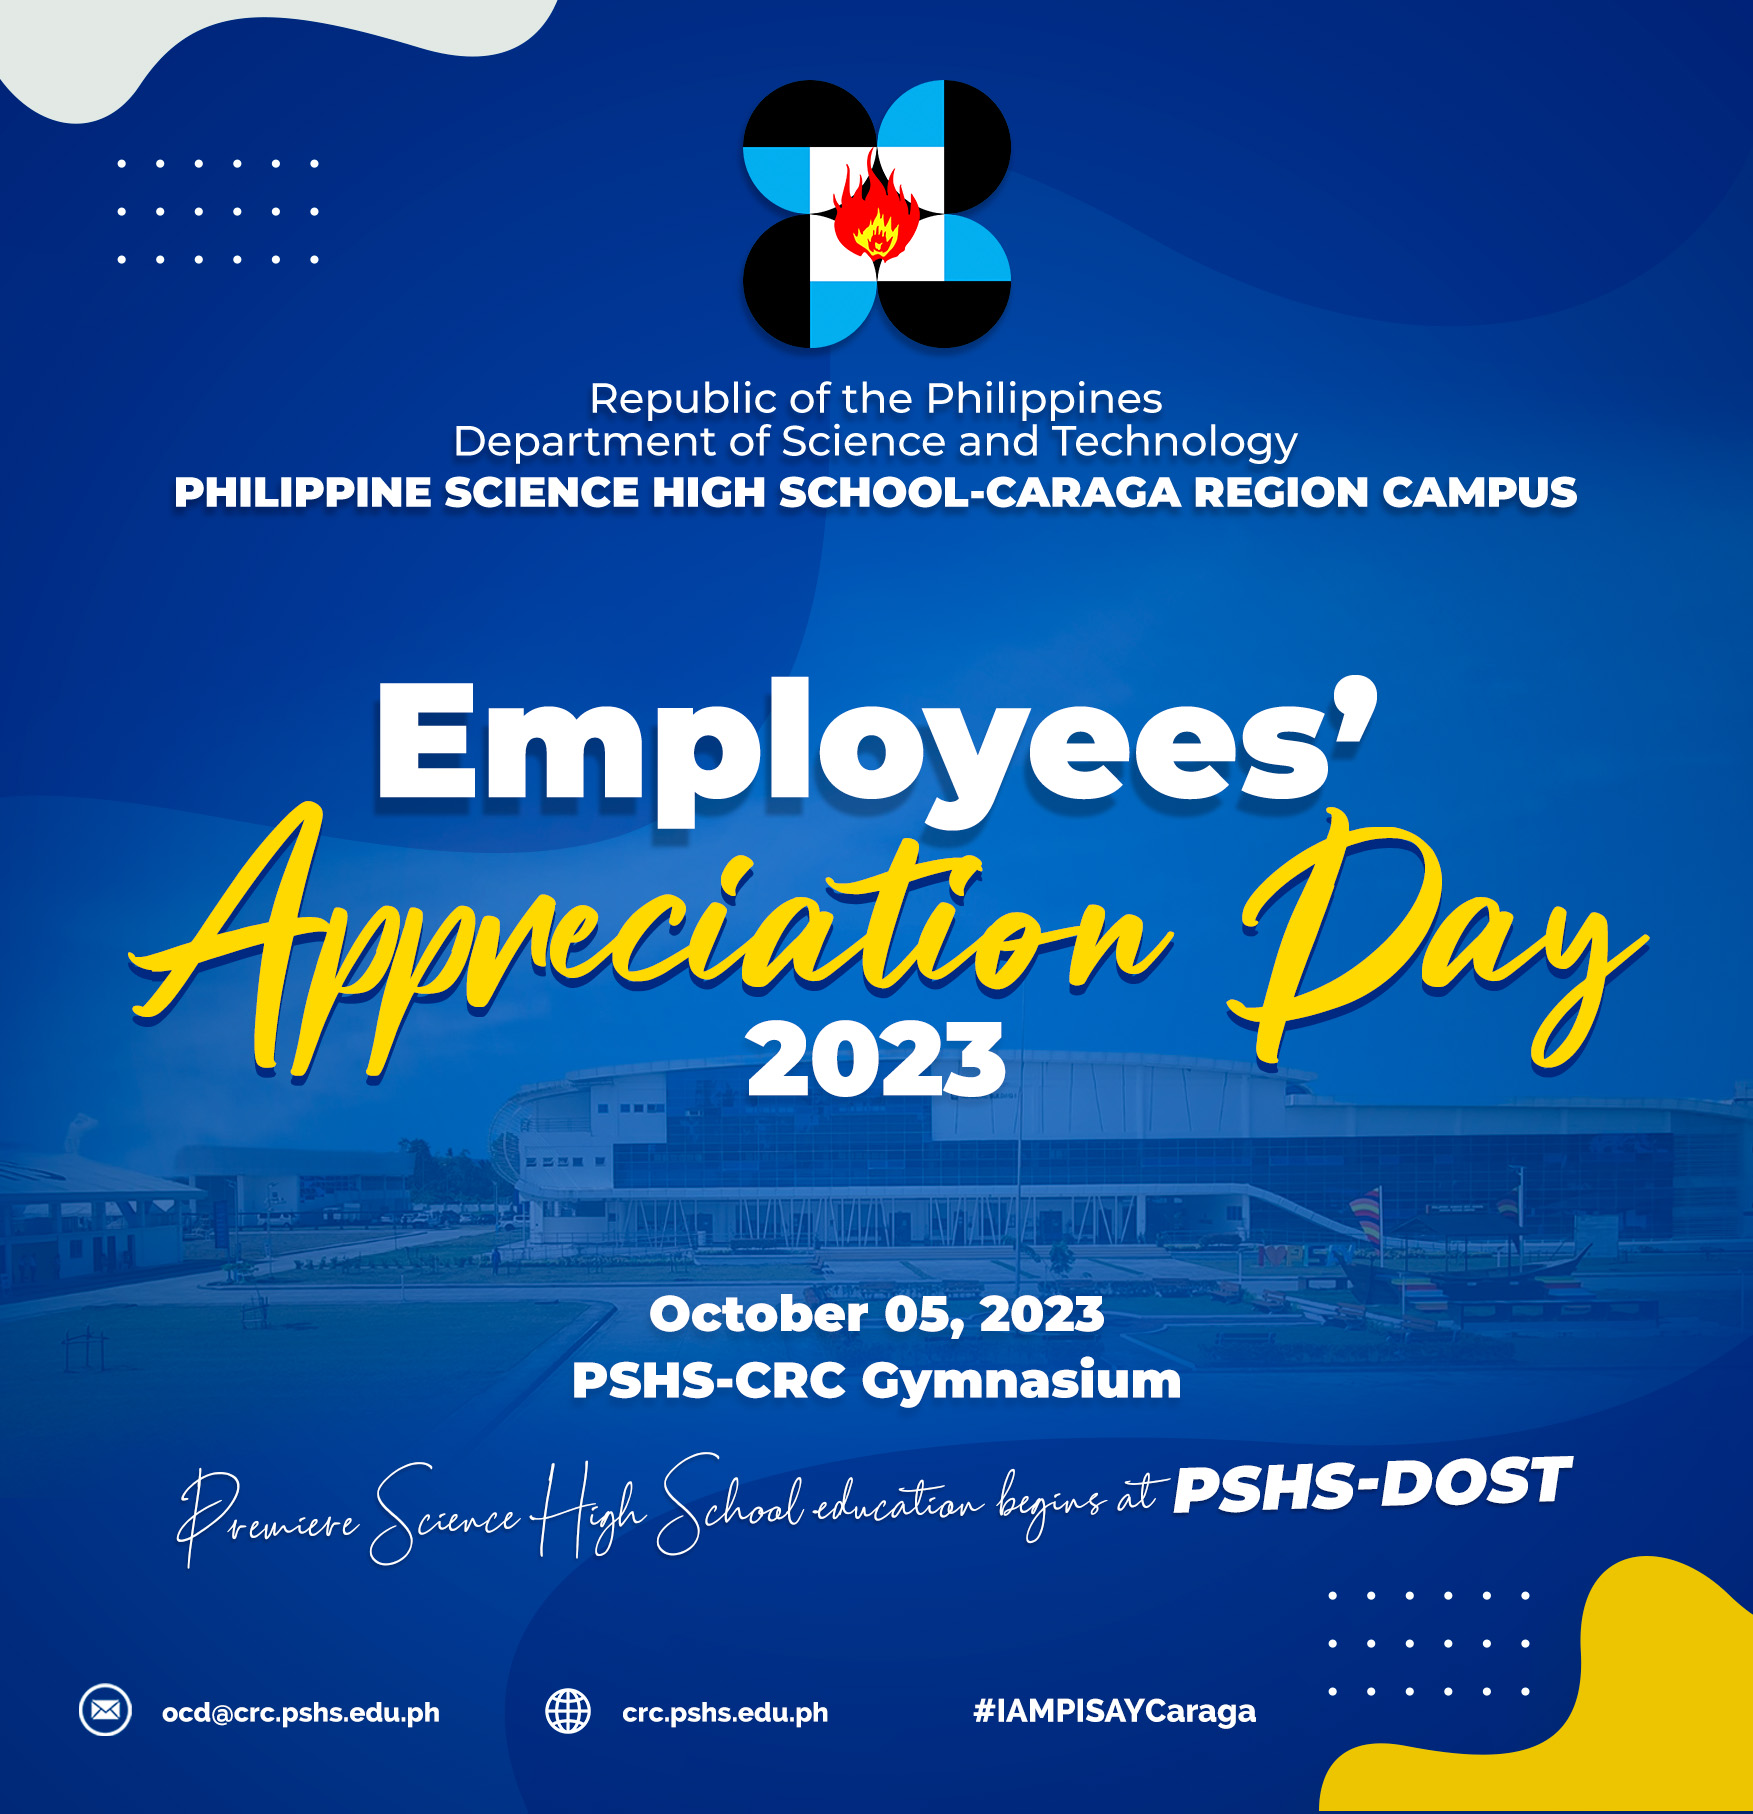 Republic of the Philippines
Department of Science and Technology
PHILIPPINE SCIENCE HIGH SCHOOL-CARAGA REGION CAMPUS
Employees’
Appreciation Day
2023
October 05, 2023
PSHS-CRC Gymnasium
Premiere Science High School education begins at PSHS-DOST
ocd@crc.pshs.edu.ph
crc.pshs.edu.ph
#IAMPISAYCaraga